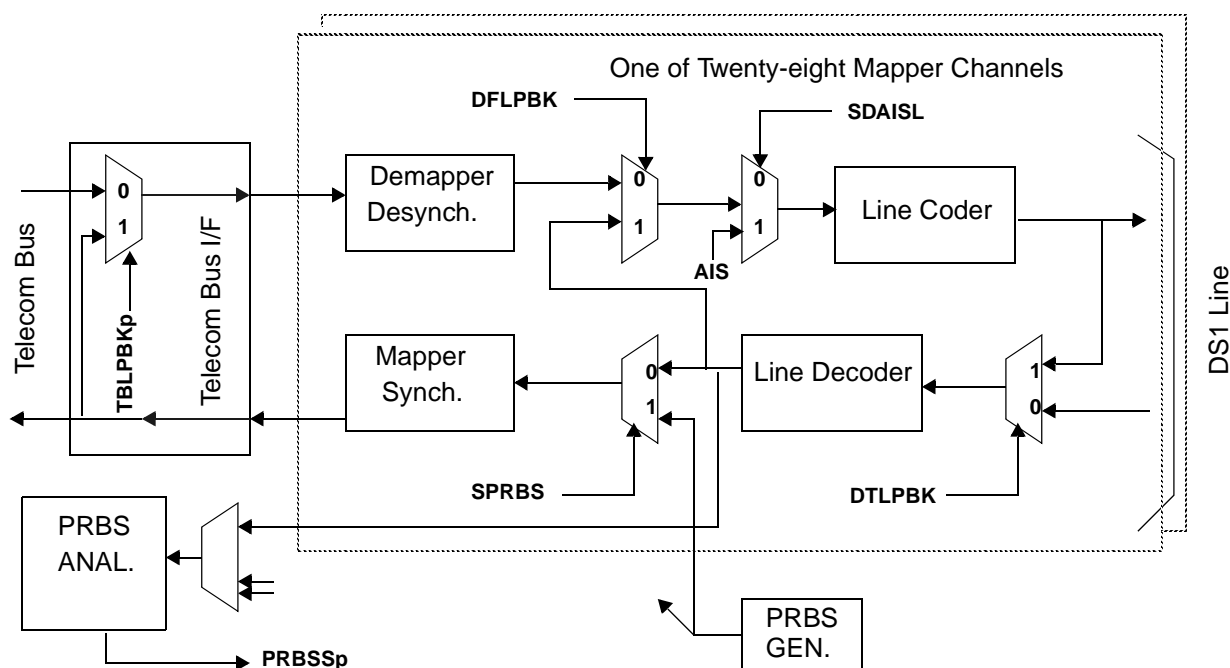 One of Twenty-eight Mapper Channels
DFLPBK
SDAISL
Telecom Bus
0
1
TBLPBKp
Telecom Bus I/F
Demapper
Desynch.
0
1
0
1
AIS
Line Coder
DS1 Line
Mapper
Synch.
0
1
Line Decoder
1
0
SPRBS
DTLPBK
PRBS
ANAL.
PRBSSp
PRBS
GEN.